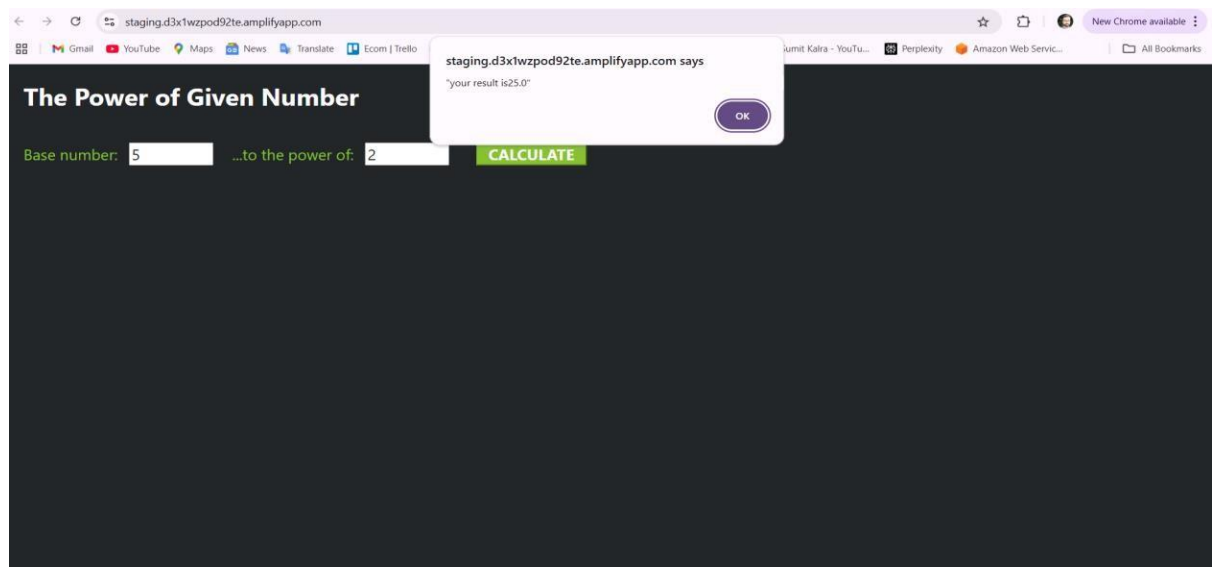 staging.d3x1wzpod92te.amplifyapp.com
New Chrome available
Gmail YouTube Maps News Translate Ecom | Trello Kalra - YouTu... Perplexity Amazon Web Servic... All Bookmarks
staging.d3x1wzpod92te.amplifyapp.com says
"your result is25.0"
OK
The Power of Given Number
Base number: 5 ...to the power of: 2 CALCULATE